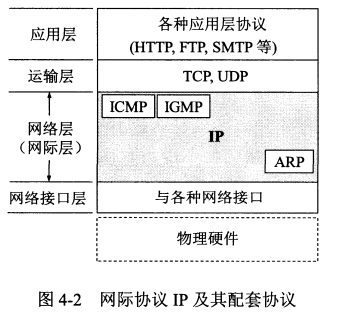 应用层
各种应用层协议
(HTTP, FTP, SMTP 等)
运输层
TCP, UDP
ICMP
IGMP
网络层
(网际层)
IP
ARP
网络接口层
与各种网络接口
物理硬件
图 4-2 网际协议 IP 及其配套协议